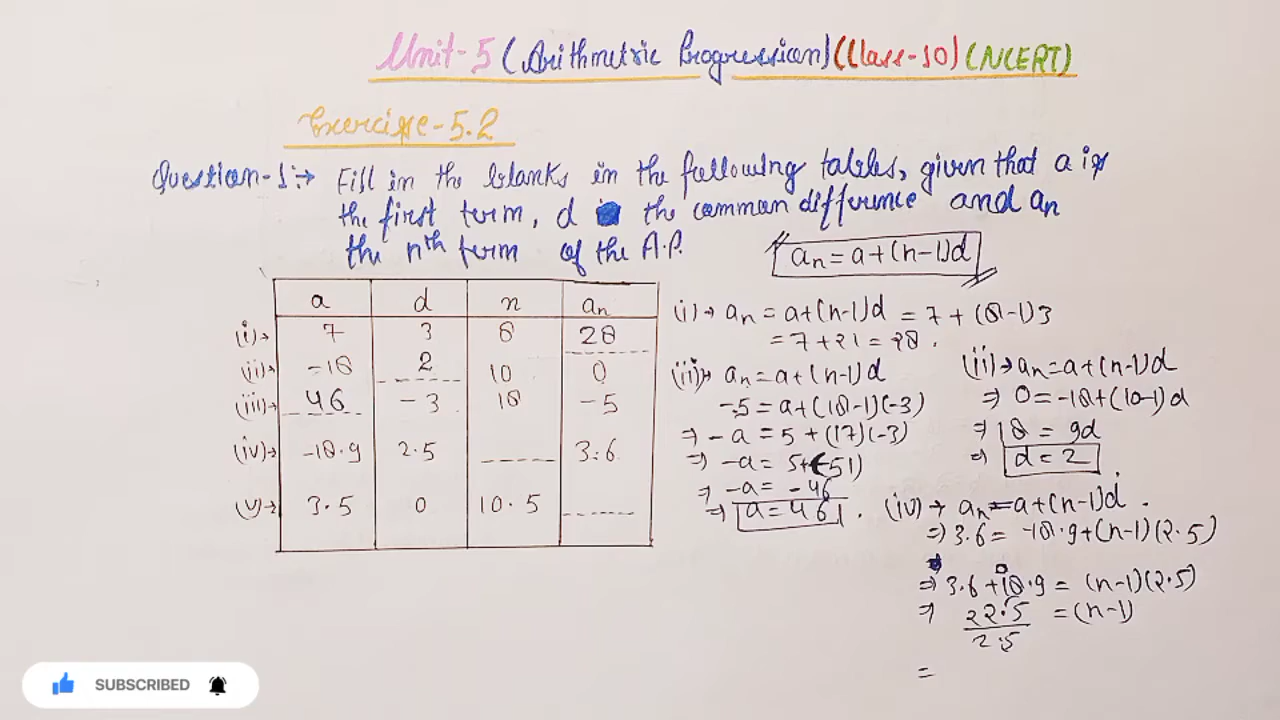 Unit-5 (Arithmetric Progression) (Class-10) (NCERT)
Exercise-5.2
Question-1:→ Fill in the blanks in the following tables, given that a is
the first term, d is the common difference and an
the nth term of the A.P.
an = a+(n-1)d
a d n an
(i)→ 7 3 8 28
(ii)→ -18 2 10 0
(iii)→ 46 -3 18 -5
(iv)→ -18.9 2.5 ------ 3.6
(v)→ 3.5 0 10.5 ------
(i)→ an = a+(n-1)d = 7+(8-1)3
= 7+21 = 28.
(iii)→ an = a+(n-1)d
-5 = a+(18-1)(-3)
⇒ -a = 5+(17)(-3)
⇒ -a = 5+(-51)
⇒ -a = -46
⇒ a = 46.
(ii)→ an = a+(n-1)d
⇒ 0 = -18+(10-1)d
⇒ 18 = 9d
⇒ d = 2
(iv)→ an = a+(n-1)d.
⇒ 3.6 = -18.9+(n-1)(2.5)
⇒ 3.6+18.9 = (n-1)(2.5)
⇒ 22.5/2.5 = (n-1)
=
SUBSCRIBED